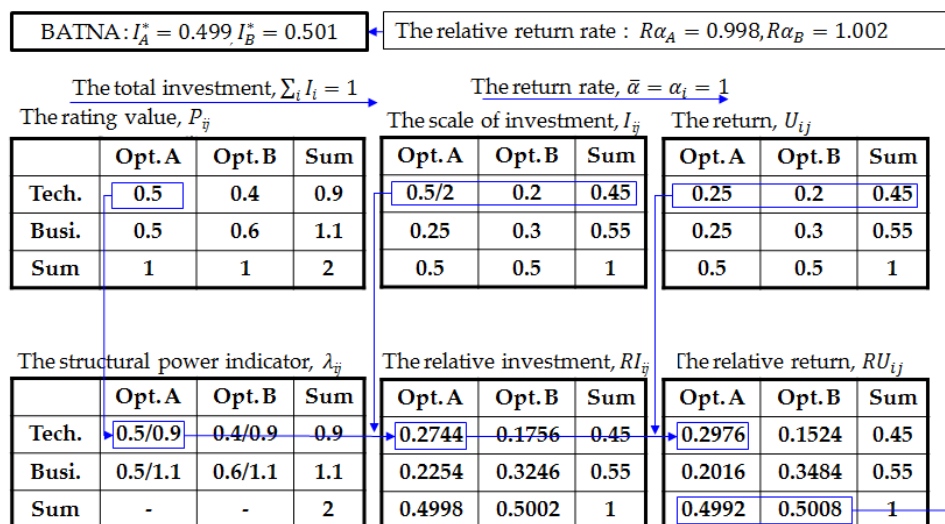 BATNA: I*A = 0.499, I*B = 0.501
The relative return rate : RαA = 0.998, RαB = 1.002
The total investment, ∑i Ii = 1
The return rate, ᾱ = αi = 1
The rating value, Pij
The scale of investment, Iij
The return, Uij
Opt. A Opt. B Sum
Tech. 0.5 0.4 0.9
Busi. 0.5 0.6 1.1
Sum 1 1 2
Opt. A Opt. B Sum
0.5/2 0.2 0.45
0.25 0.3 0.55
0.5 0.5 1
Opt. A Opt. B Sum
0.25 0.2 0.45
0.25 0.3 0.55
0.5 0.5 1
The structural power indicator, λij
The relative investment, RIij
The relative return, RUij
Opt. A Opt. B Sum
Tech. 0.5/0.9 0.4/0.9 0.9
Busi. 0.5/1.1 0.6/1.1 1.1
Sum - - 2
Opt. A Opt. B Sum
0.2744 0.1756 0.45
0.2254 0.3246 0.55
0.4998 0.5002 1
Opt. A Opt. B Sum
0.2976 0.1524 0.45
0.2016 0.3484 0.55
0.4992 0.5008 1